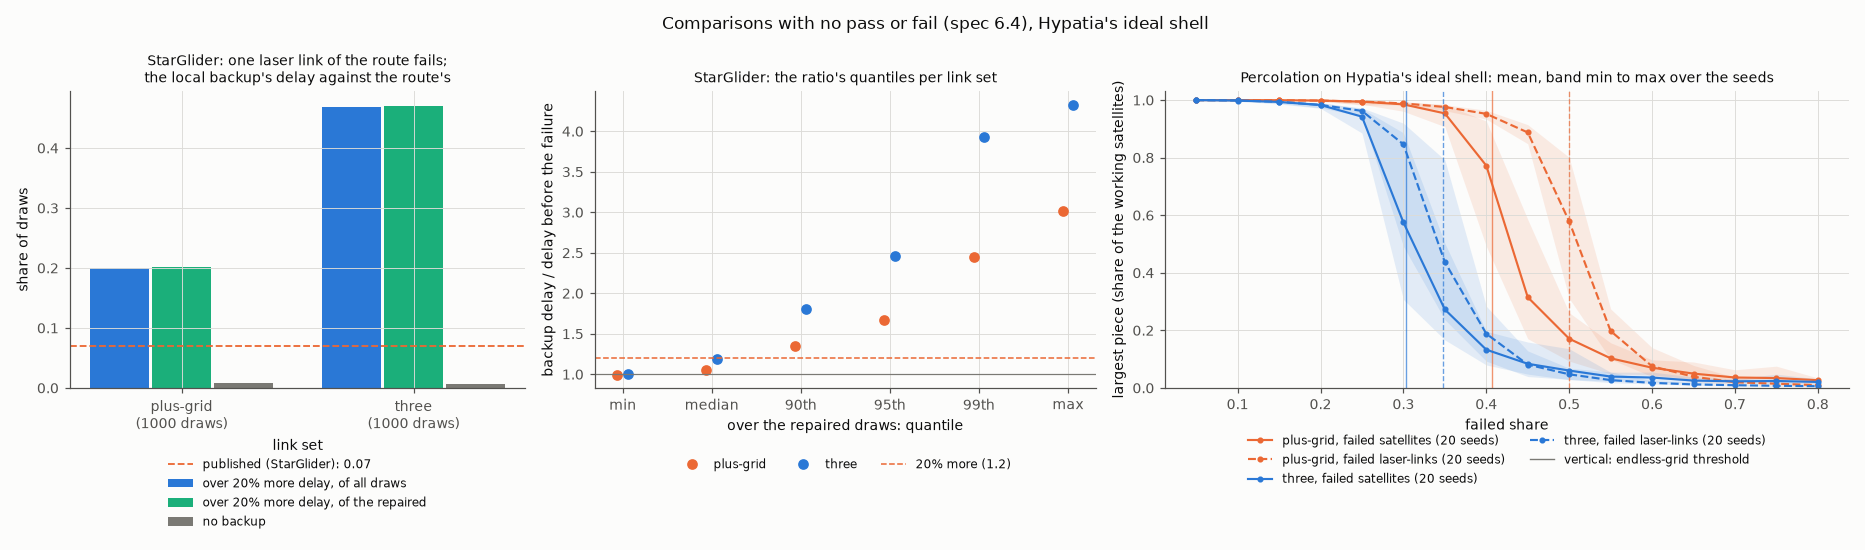 Comparisons with no pass or fail (spec 6.4), Hypatia's ideal shell
StarGlider: one laser link of the route fails;
the local backup's delay against the route's
share of draws
0.4
0.3
0.2
0.1
0.0
plus-grid
(1000 draws)
three
(1000 draws)
link set
published (StarGlider): 0.07
over 20% more delay, of all draws
over 20% more delay, of the repaired
no backup
StarGlider: the ratio's quantiles per link set
backup delay / delay before the failure
4.0
3.5
3.0
2.5
2.0
1.5
1.0
min median 90th 95th 99th max
over the repaired draws: quantile
plus-grid three 20% more (1.2)
Percolation on Hypatia's ideal shell: mean, band min to max over the seeds
largest piece (share of the working satellites)
1.0
0.8
0.6
0.4
0.2
0.0
0.1 0.2 0.3 0.4 0.5 0.6 0.7 0.8
failed share
plus-grid, failed satellites (20 seeds)
plus-grid, failed laser-links (20 seeds)
three, failed satellites (20 seeds)
three, failed laser-links (20 seeds)
vertical: endless-grid threshold